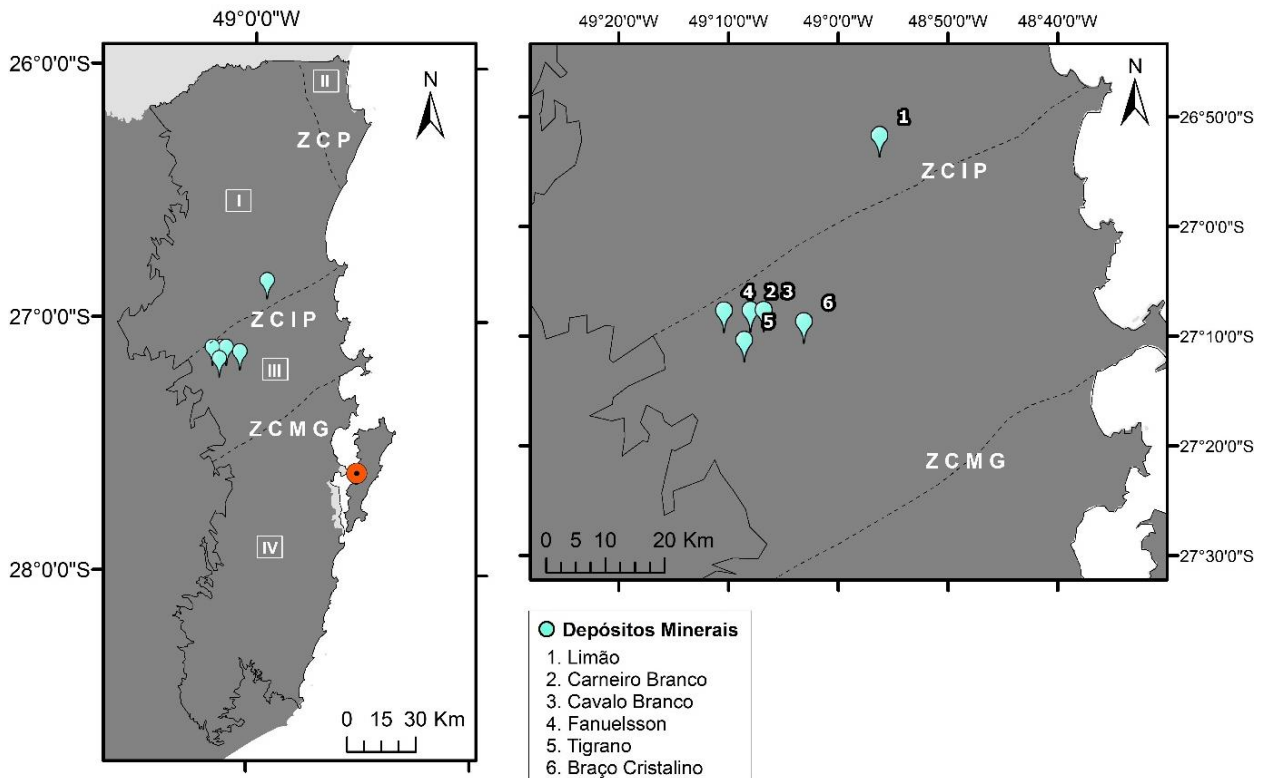 49°0'0"W
26°0'0"S
27°0'0"S
28°0'0"S
N
II
ZCP
I
ZCIP
III
ZCMG
IV
0 15 30 Km
49°20'0"W 49°10'0"W 49°0'0"W 48°50'0"W 48°40'0"W
N
1
26°50'0"S
ZCIP
27°0'0"S
4 2 3 6
5
27°10'0"S
27°20'0"S
ZCMG
0 5 10 20 Km
27°30'0"S
Depósitos Minerais
1. Limão
2. Carneiro Branco
3. Cavalo Branco
4. Fanuelsson
5. Tigrano
6. Braço Cristalino